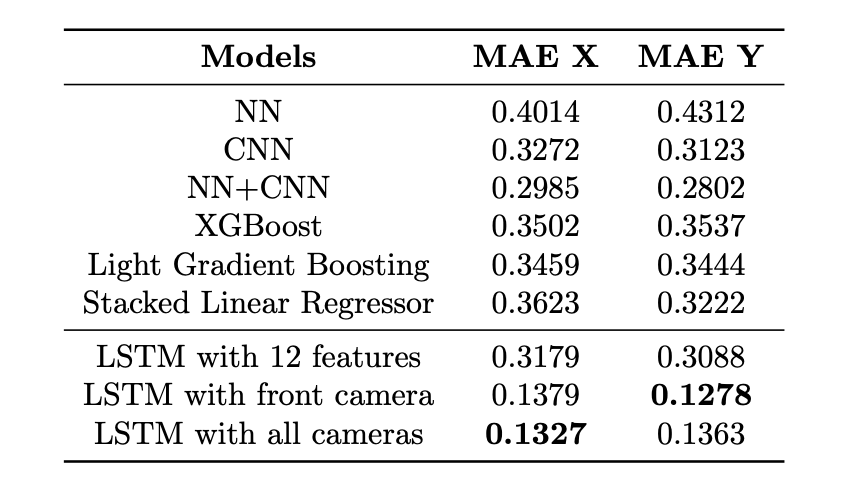 Models MAE X MAE Y
NN 0.4014 0.4312
CNN 0.3272 0.3123
NN+CNN 0.2985 0.2802
XGBoost 0.3502 0.3537
Light Gradient Boosting 0.3459 0.3444
Stacked Linear Regressor 0.3623 0.3222
LSTM with 12 features 0.3179 0.3088
LSTM with front camera 0.1379 0.1278
LSTM with all cameras 0.1327 0.1363